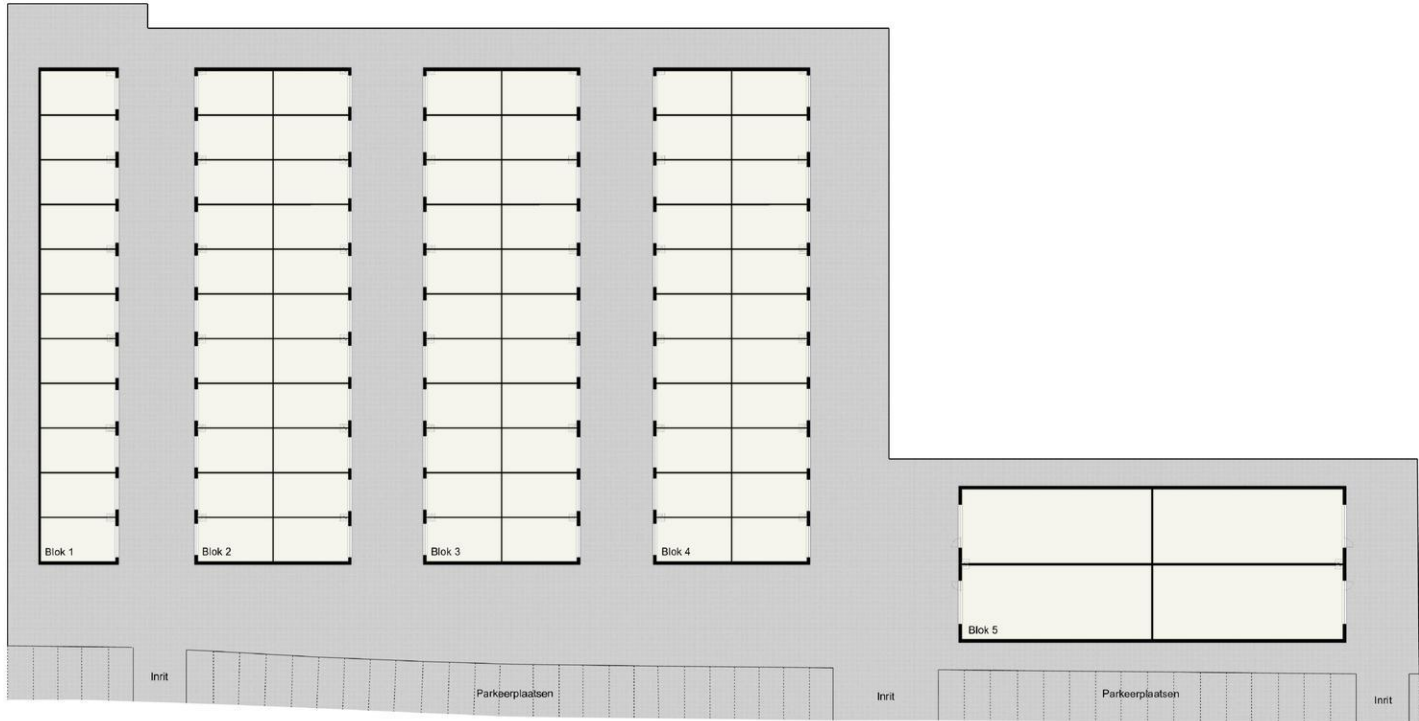 Blok 1
Blok 2
Blok 3
Blok 4
Blok 5
Inrit
Parkeerplaatsen
Inrit
Parkeerplaatsen
Inrit